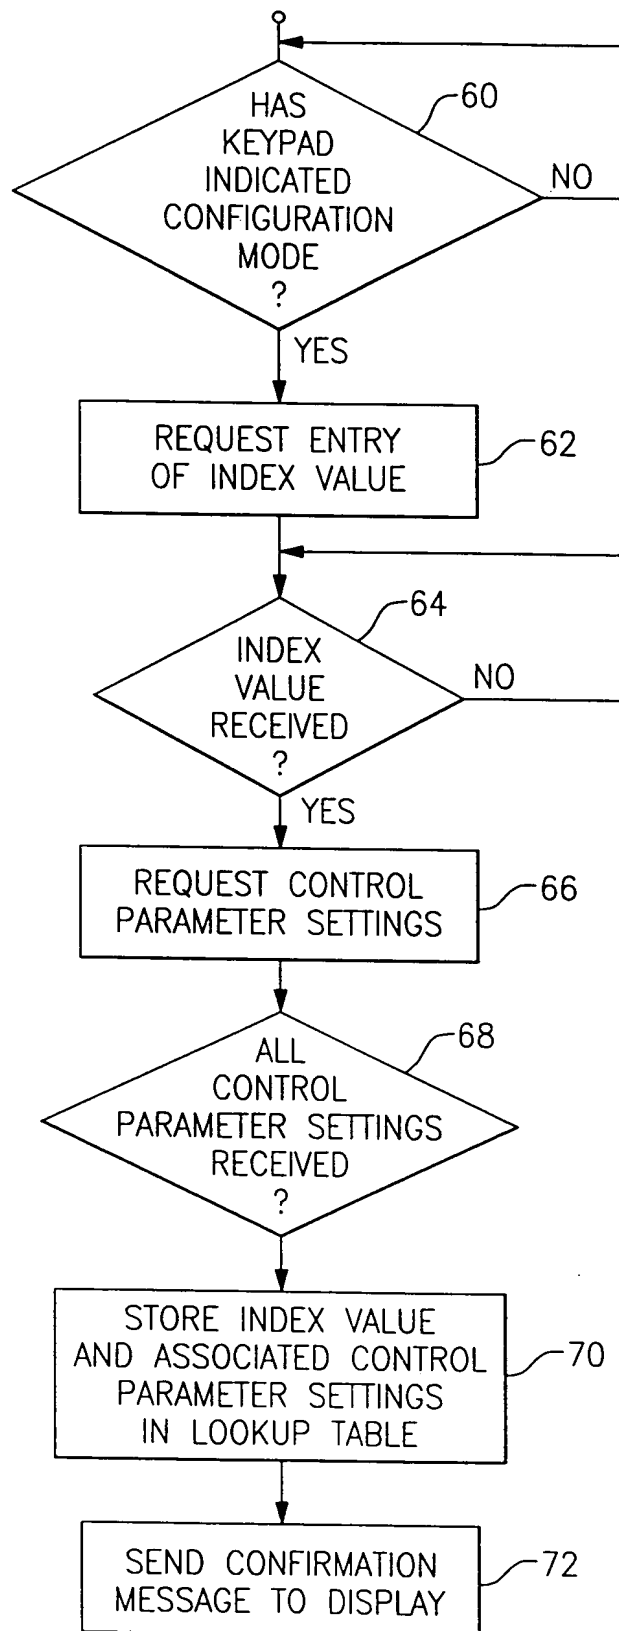 HAS
KEYPAD
INDICATED
CONFIGURATION
MODE
?
60
NO
YES
REQUEST ENTRY
OF INDEX VALUE
62
INDEX
VALUE
RECEIVED
?
64
NO
YES
REQUEST CONTROL
PARAMETER SETTINGS
66
ALL
CONTROL
PARAMETER SETTINGS
RECEIVED
?
68
STORE INDEX VALUE
AND ASSOCIATED CONTROL
PARAMETER SETTINGS
IN LOOKUP TABLE
70
SEND CONFIRMATION
MESSAGE TO DISPLAY
72